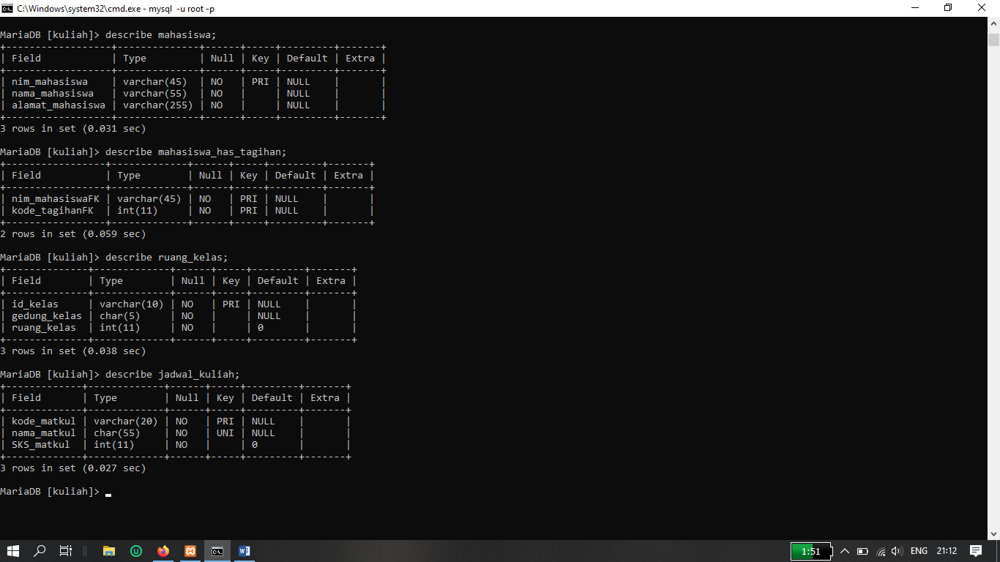 C:\Windows\system32\cmd.exe - mysql  -u root -p
MariaDB [kuliah]> describe mahasiswa;
+------------------+--------------+------+-----+---------+-------+
| Field            | Type         | Null | Key | Default | Extra |
+------------------+--------------+------+-----+---------+-------+
| nim_mahasiswa    | varchar(45)  | NO   | PRI | NULL    |       |
| nama_mahasiswa   | varchar(55)  | NO   |     | NULL    |       |
| alamat_mahasiswa | varchar(255) | NO   |     | NULL    |       |
+------------------+--------------+------+-----+---------+-------+
3 rows in set (0.031 sec)
MariaDB [kuliah]> describe mahasiswa_has_tagihan;
+----------------+-------------+------+-----+---------+-------+
| Field          | Type        | Null | Key | Default | Extra |
+----------------+-------------+------+-----+---------+-------+
| nim_mahasiswaFK | varchar(45) | NO   | PRI | NULL    |       |
| kode_tagihanFK  | int(11)     | NO   | PRI | NULL    |       |
+----------------+-------------+------+-----+---------+-------+
2 rows in set (0.059 sec)
MariaDB [kuliah]> describe ruang_kelas;
+--------------+-------------+------+-----+---------+-------+
| Field        | Type        | Null | Key | Default | Extra |
+--------------+-------------+------+-----+---------+-------+
| id_kelas     | varchar(10) | NO   | PRI | NULL    |       |
| gedung_kelas | char(5)     | NO   |     | NULL    |       |
| ruang_kelas  | int(11)     | NO   |     | 0       |       |
+--------------+-------------+------+-----+---------+-------+
3 rows in set (0.038 sec)
MariaDB [kuliah]> describe jadwal_kuliah;
+-------------+-------------+------+-----+---------+-------+
| Field       | Type        | Null | Key | Default | Extra |
+-------------+-------------+------+-----+---------+-------+
| kode_matkul | varchar(20) | NO   | PRI | NULL    |       |
| nama_matkul | char(55)    | NO   | UNI | NULL    |       |
| SKS_matkul  | int(11)     | NO   |     | 0       |       |
+-------------+-------------+------+-----+---------+-------+
3 rows in set (0.027 sec)
MariaDB [kuliah]>
1:51 ENG 21:12